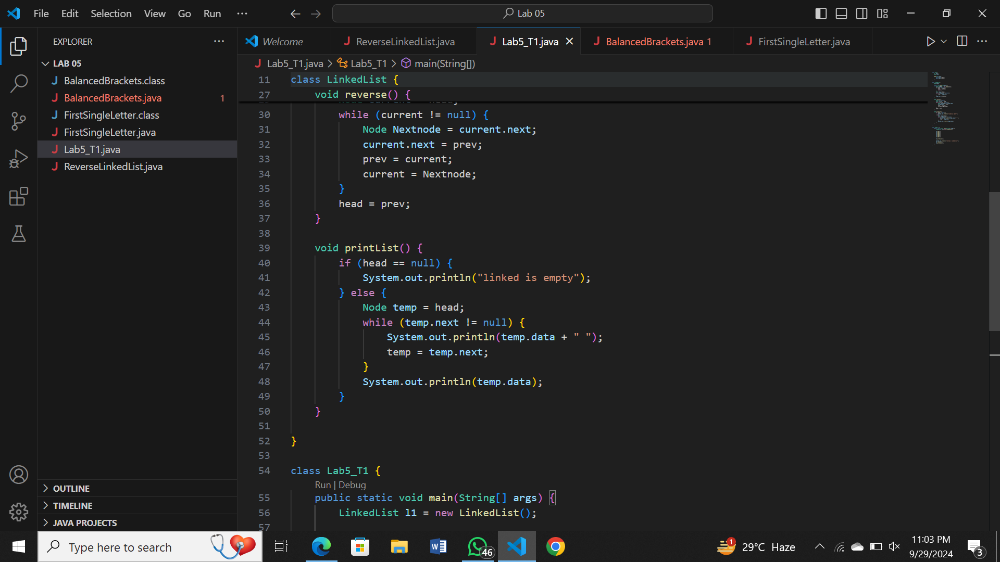 File Edit Selection View Go Run ··· Lab 05
EXPLORER
LAB 05
BalancedBrackets.class
BalancedBrackets.java 1
FirstSingleLetter.class
FirstSingleLetter.java
Lab5_T1.java
ReverseLinkedList.java
OUTLINE
TIMELINE
JAVA PROJECTS
Welcome ReverseLinkedList.java Lab5_T1.java BalancedBrackets.java 1 FirstSingleLetter.java
Lab5_T1.java > Lab5_T1 > main(String[])
11 class LinkedList {
27 void reverse() {
30 while (current != null) {
31 Node Nextnode = current.next;
32 current.next = prev;
33 prev = current;
34 current = Nextnode;
35 }
36 head = prev;
37 }
38
39 void printList() {
40 if (head == null) {
41 System.out.println("linked is empty");
42 } else {
43 Node temp = head;
44 while (temp.next != null) {
45 System.out.println(temp.data + " ");
46 temp = temp.next;
47 }
48 System.out.println(temp.data);
49 }
50 }
51
52 }
53
54 class Lab5_T1 {
Run | Debug
55 public static void main(String[] args) {
56 LinkedList l1 = new LinkedList();
57
Type here to search
46
1
29°C Haze
11:03 PM
9/29/2024
3